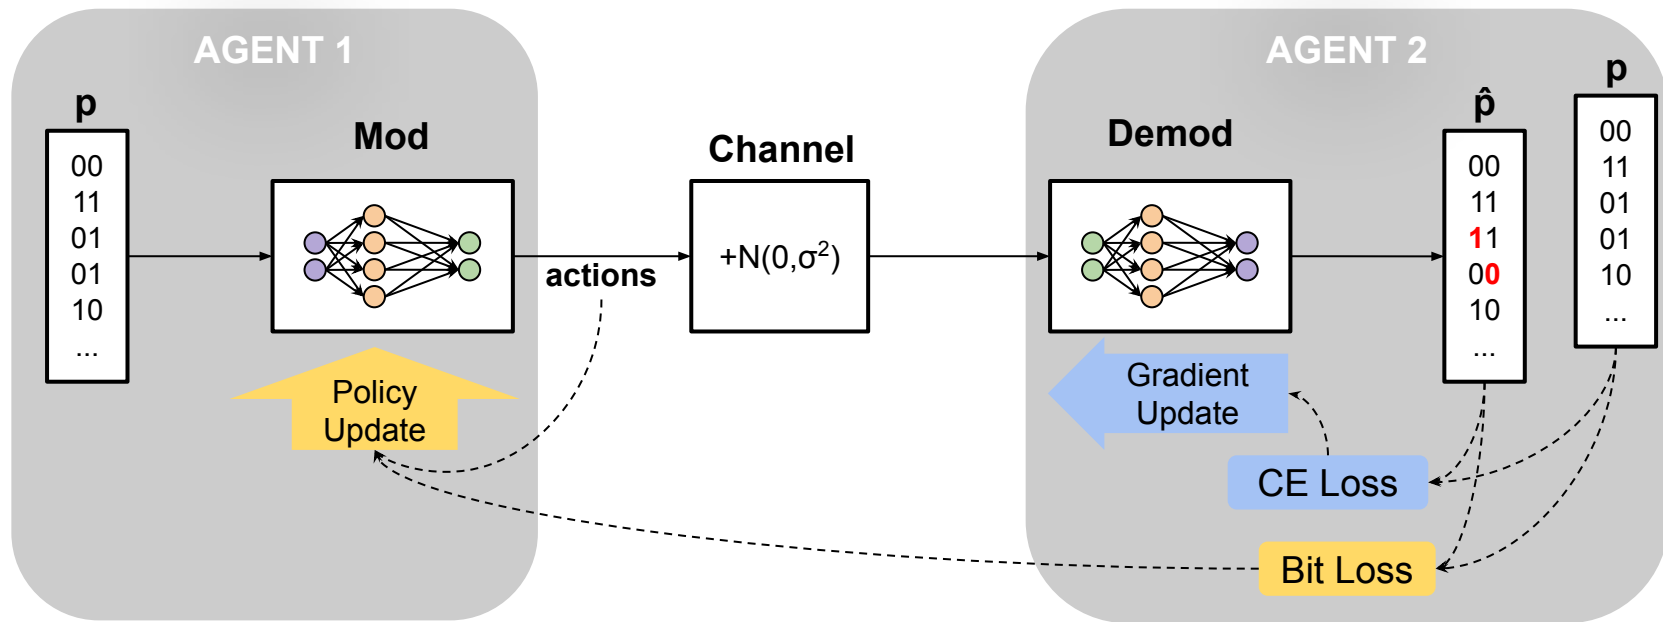 AGENT 1
p
00
11
01
01
10
...
Mod
actions
Policy
Update
Channel
+N(0,σ²)
AGENT 2
Demod
p̂
00
11
11
00
10
...
p
00
11
01
01
10
...
Gradient
Update
CE Loss
Bit Loss